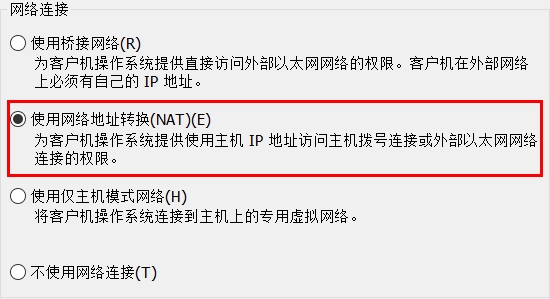 网络连接
使用桥接网络(R)
为客户机操作系统提供直接访问外部以太网网络的权限。客户机在外部网络
上必须有自己的 IP 地址。
使用网络地址转换(NAT)(E)
为客户机操作系统提供使用主机 IP 地址访问主机拨号连接或外部以太网网络
连接的权限。
使用仅主机模式网络(H)
将客户机操作系统连接到主机上的专用虚拟网络。
不使用网络连接(T)